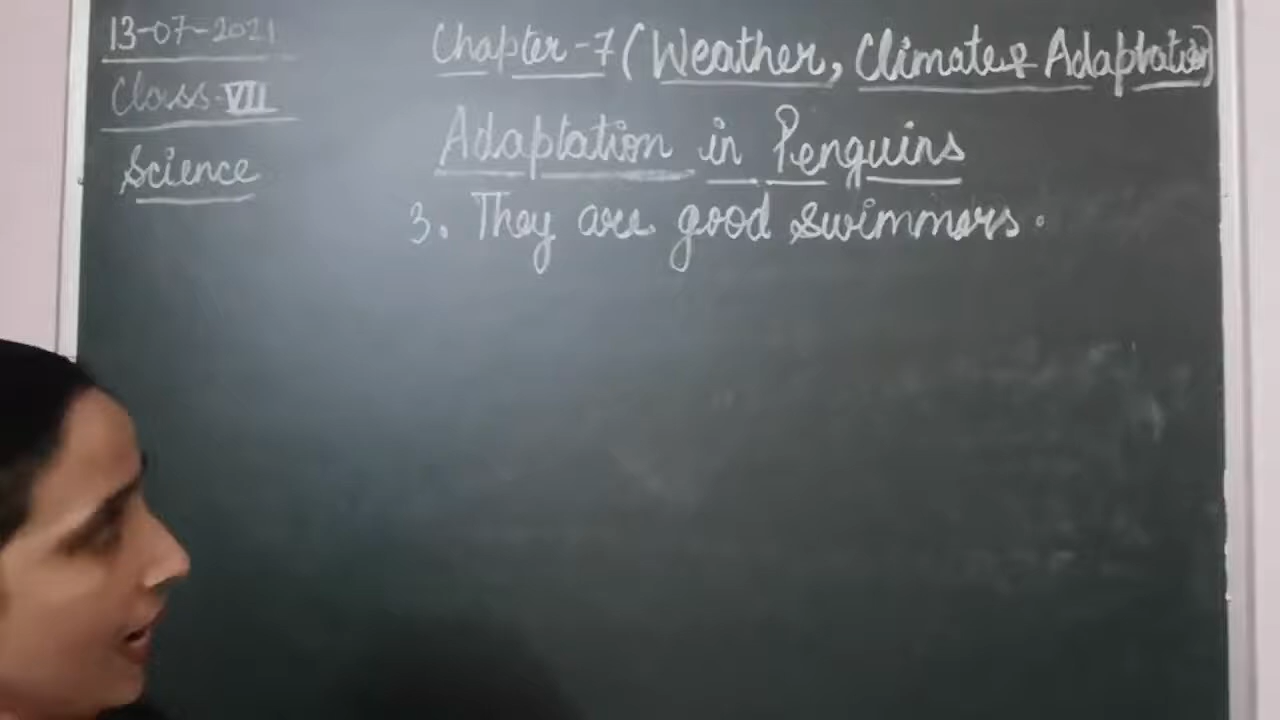 13-07-2021
Class-VII
Science
Chapter-7 (Weather, Climate & Adaptation)
Adaptation in Penguins
3. They are good swimmers.